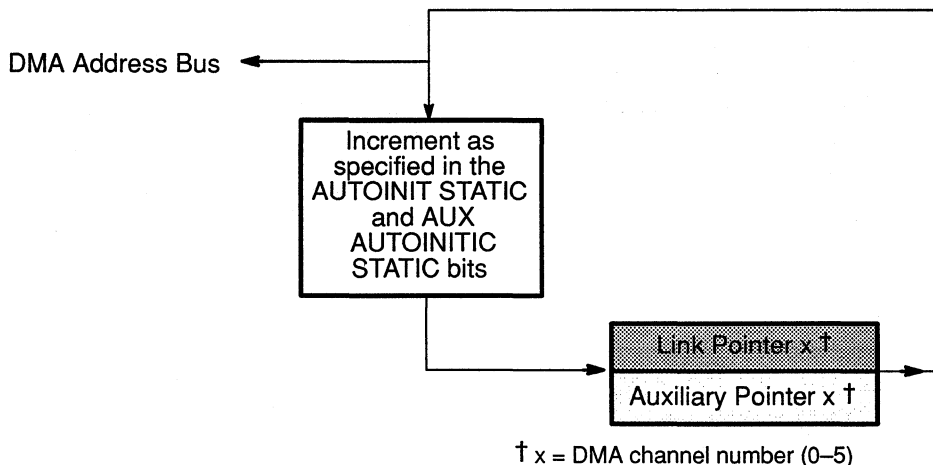 DMA Address Bus
Increment as
specified in the
AUTOINIT STATIC
and AUX
AUTOINITIC
STATIC bits
Link Pointer x †
Auxiliary Pointer x †
† x = DMA channel number (0–5)